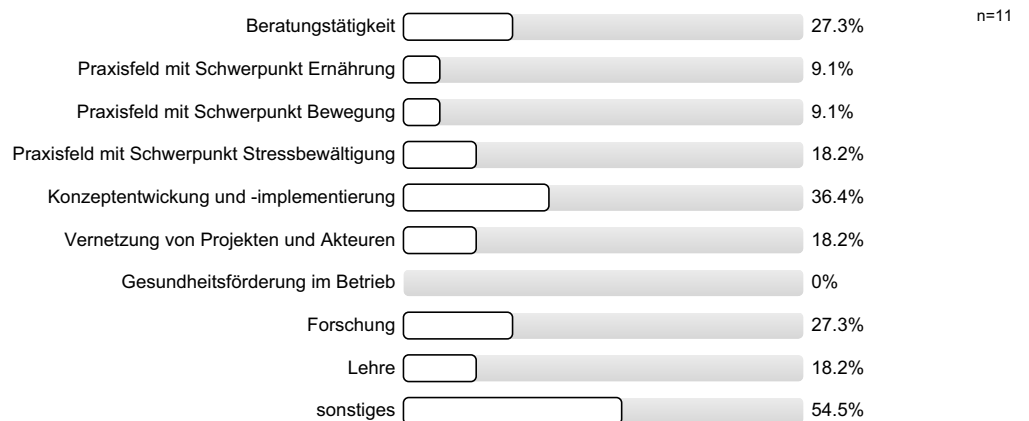 n=11
Beratungstätigkeit 27.3%
Praxisfeld mit Schwerpunkt Ernährung 9.1%
Praxisfeld mit Schwerpunkt Bewegung 9.1%
Praxisfeld mit Schwerpunkt Stressbewältigung 18.2%
Konzeptentwickung und -implementierung 36.4%
Vernetzung von Projekten und Akteuren 18.2%
Gesundheitsförderung im Betrieb 0%
Forschung 27.3%
Lehre 18.2%
sonstiges 54.5%